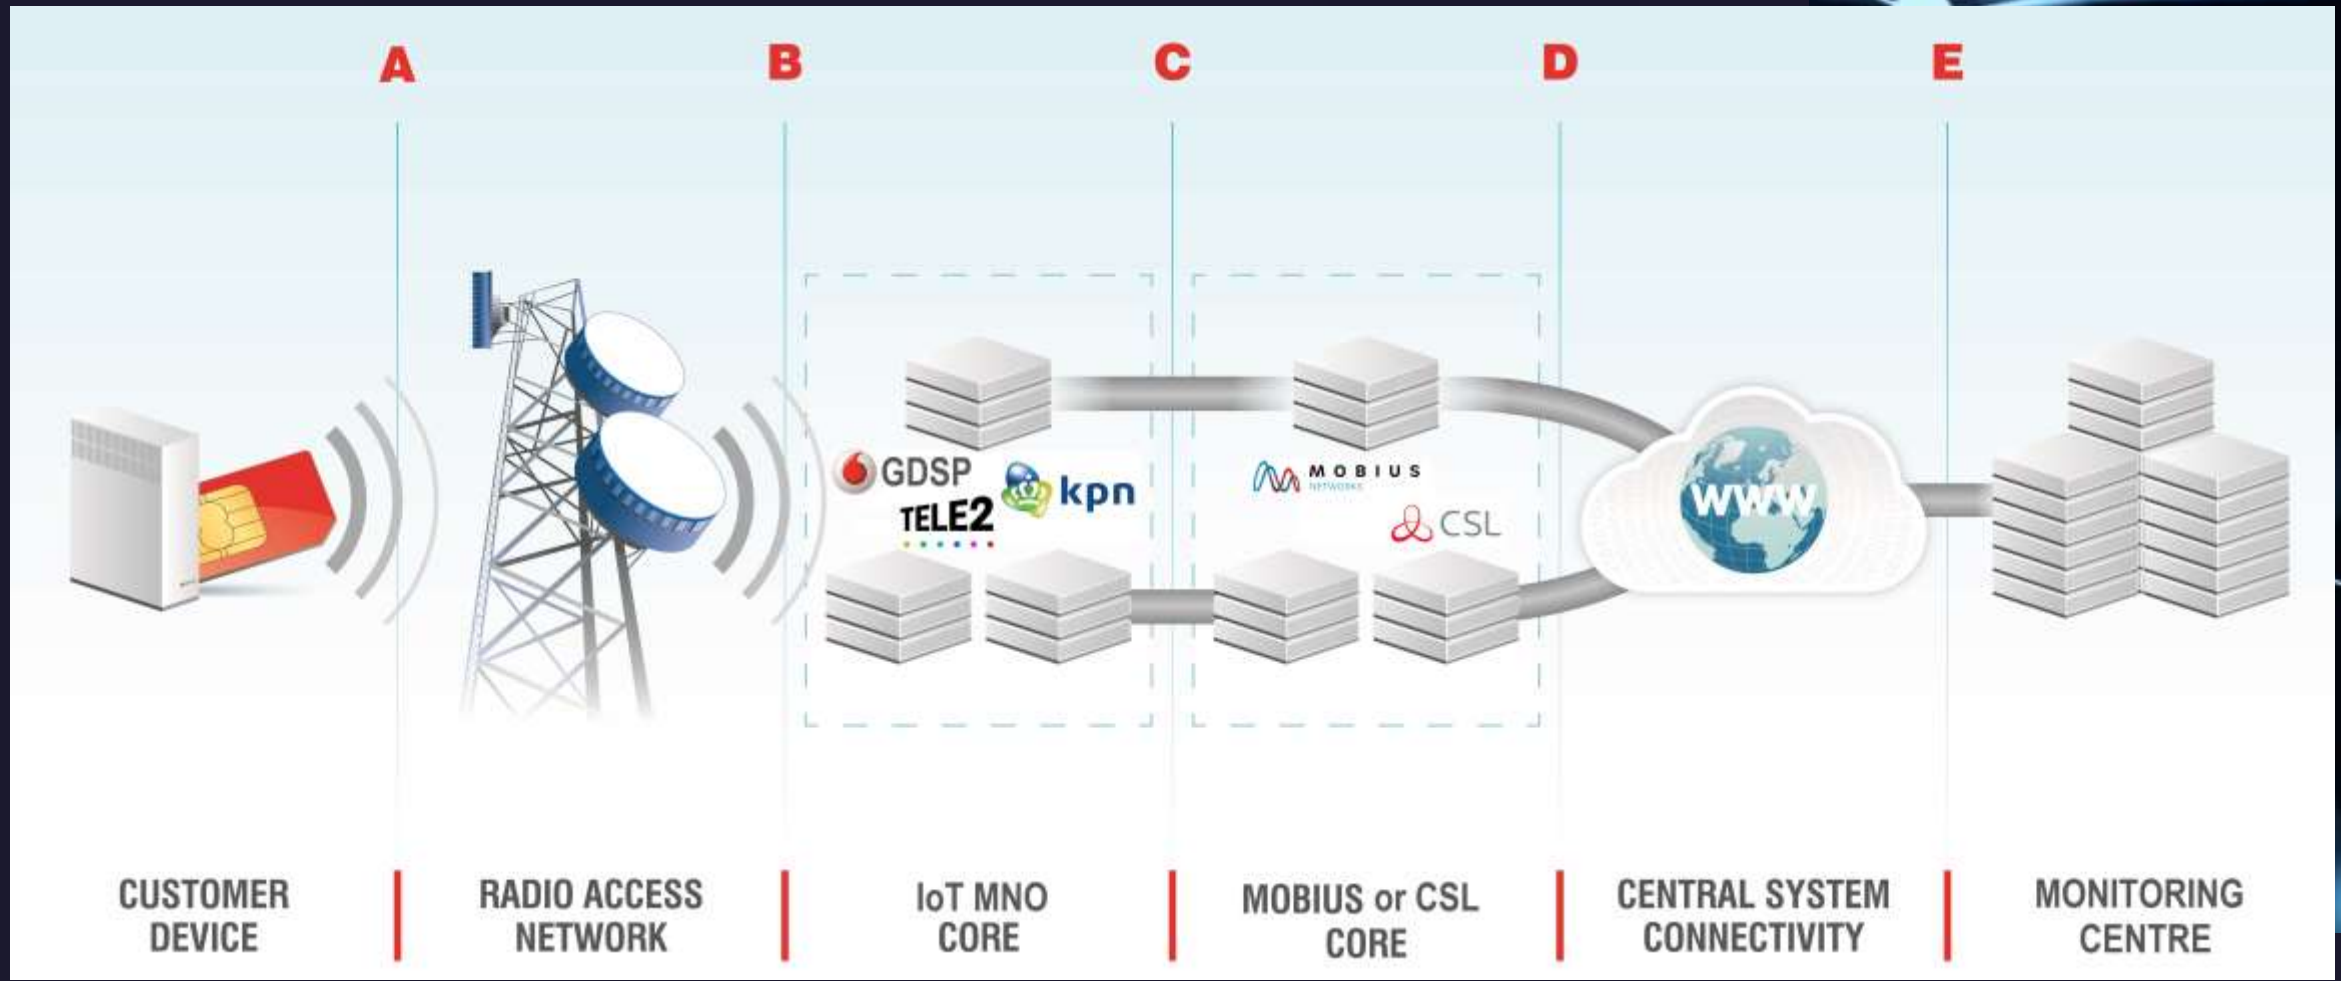 A
B
C
D
E
GDSP
TELE2
kpn
MOBIUS
NETWORKS
CSL
WWW
CUSTOMER
DEVICE
RADIO ACCESS
NETWORK
IoT MNO
CORE
MOBIUS or CSL
CORE
CENTRAL SYSTEM
CONNECTIVITY
MONITORING
CENTRE